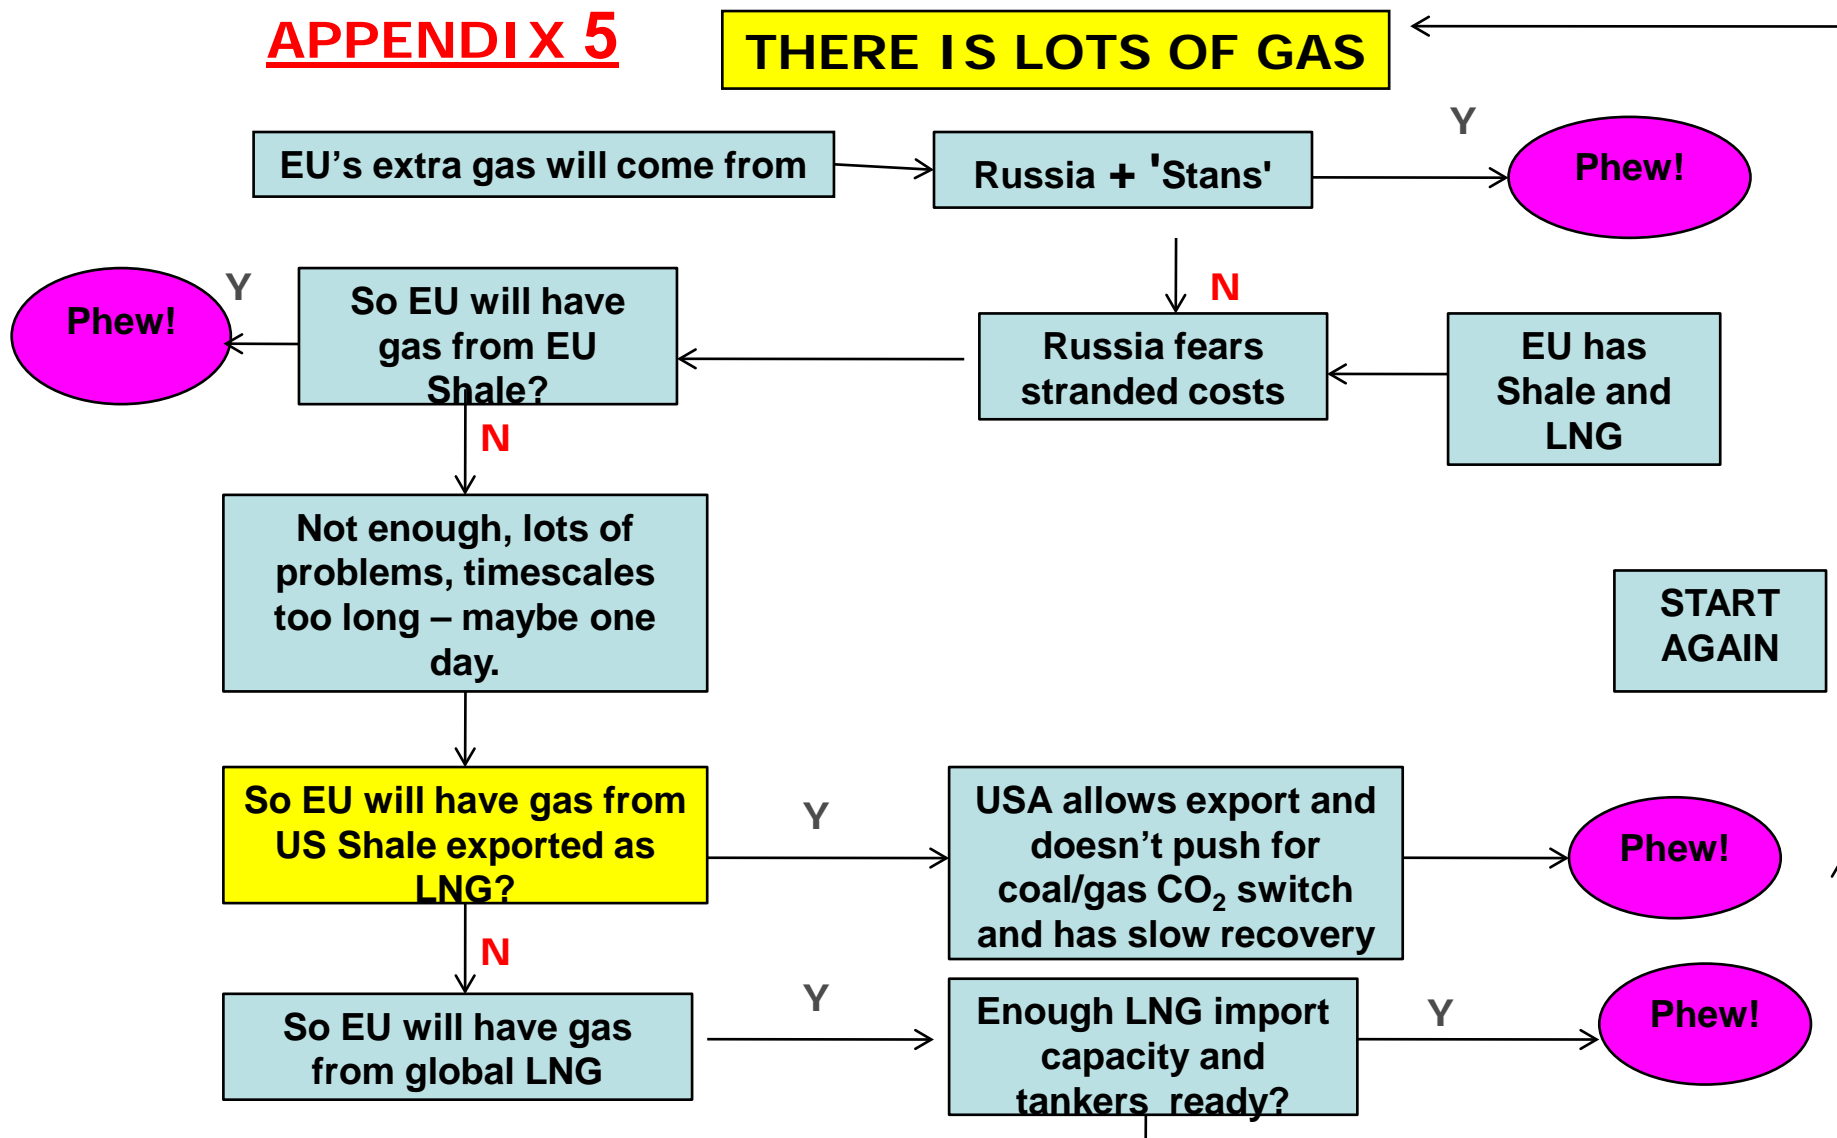 APPENDIX 5
THERE IS LOTS OF GAS
EU’s extra gas will come from
Russia + 'Stans'
Y
Phew!
Phew!
Y
So EU will have
gas from EU
Shale?
N
Russia fears
stranded costs
EU has
Shale and
LNG
N
Not enough, lots of
problems, timescales
too long – maybe one
day.
START
AGAIN
So EU will have gas from
US Shale exported as
LNG?
Y
USA allows export and
doesn’t push for
coal/gas CO₂ switch
and has slow recovery
Phew!
N
So EU will have gas
from global LNG
Y
Enough LNG import
capacity and
tankers ready?
Y
Phew!